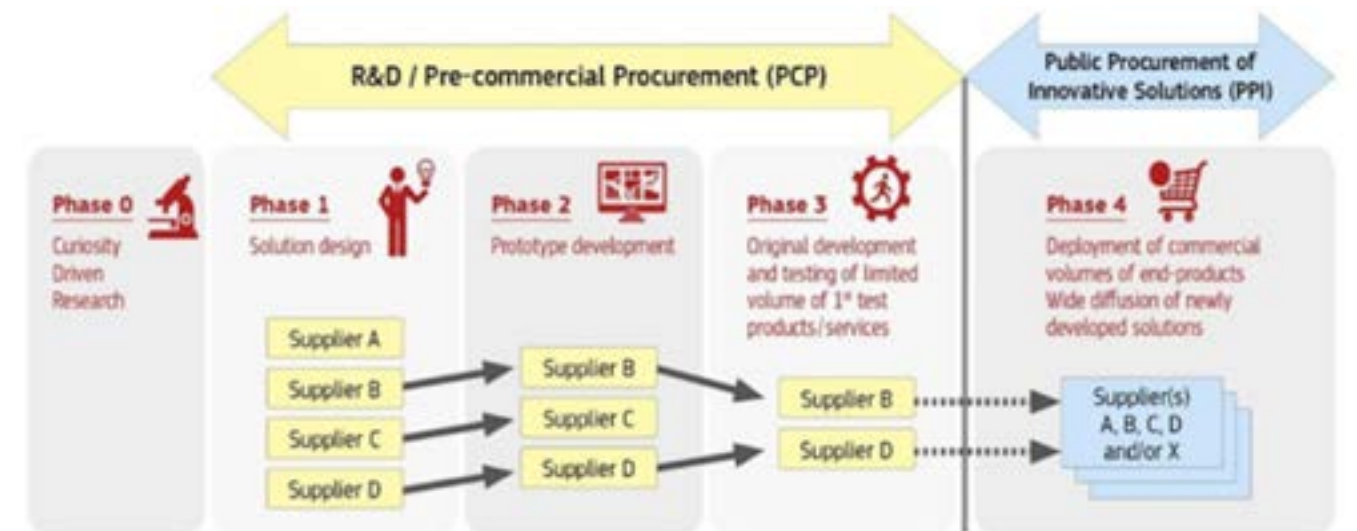 R&D / Pre-commercial Procurement (PCP)
Public Procurement of
Innovative Solutions (PPI)
Phase 0
Curiosity
Driven
Research
Phase 1
Solution design
Supplier A
Supplier B
Supplier C
Supplier D
Phase 2
Prototype development
Supplier B
Supplier C
Supplier D
Phase 3
Original development
and testing of limited
volume of 1st test
products/services
Supplier B
Supplier D
Phase 4
Deployment of commercial
volumes of end-products
Wide diffusion of newly
developed solutions
Supplier(s)
A, B, C, D
and/or X